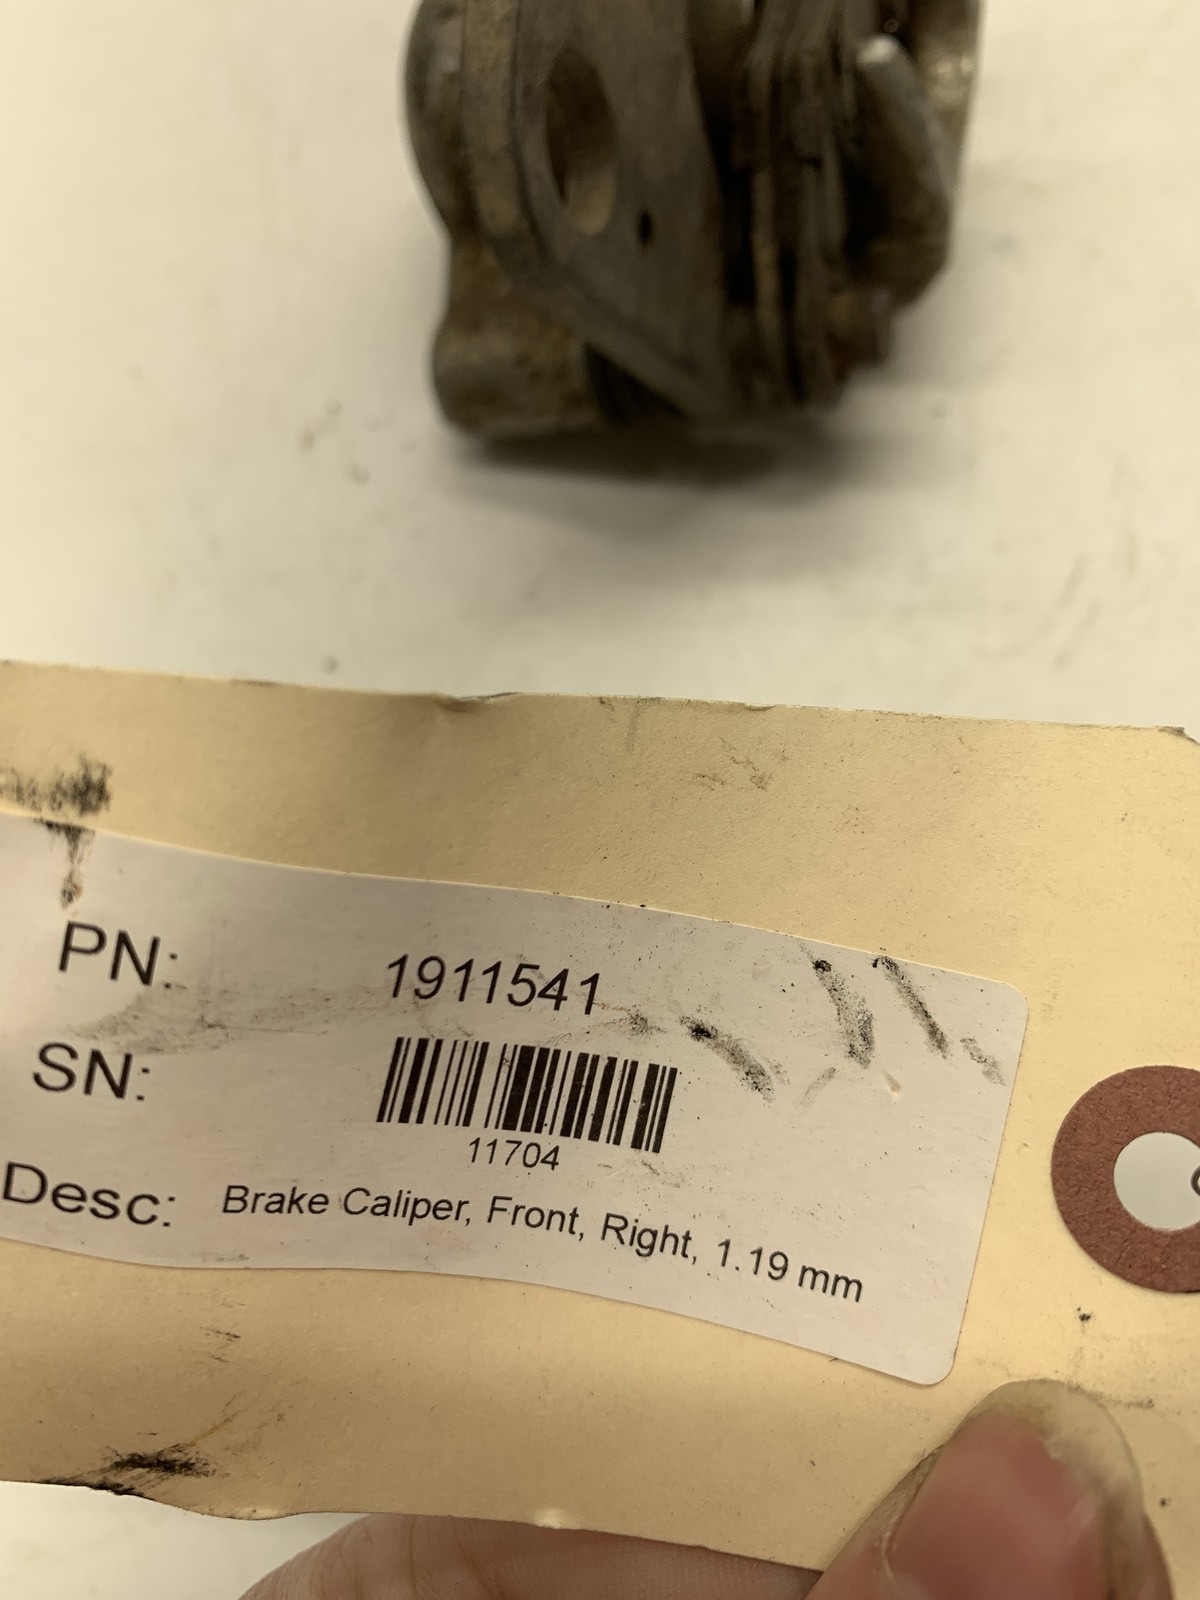 PN: 1911541
SN:
11704
Desc: Brake Caliper, Front, Right, 1.19 mm